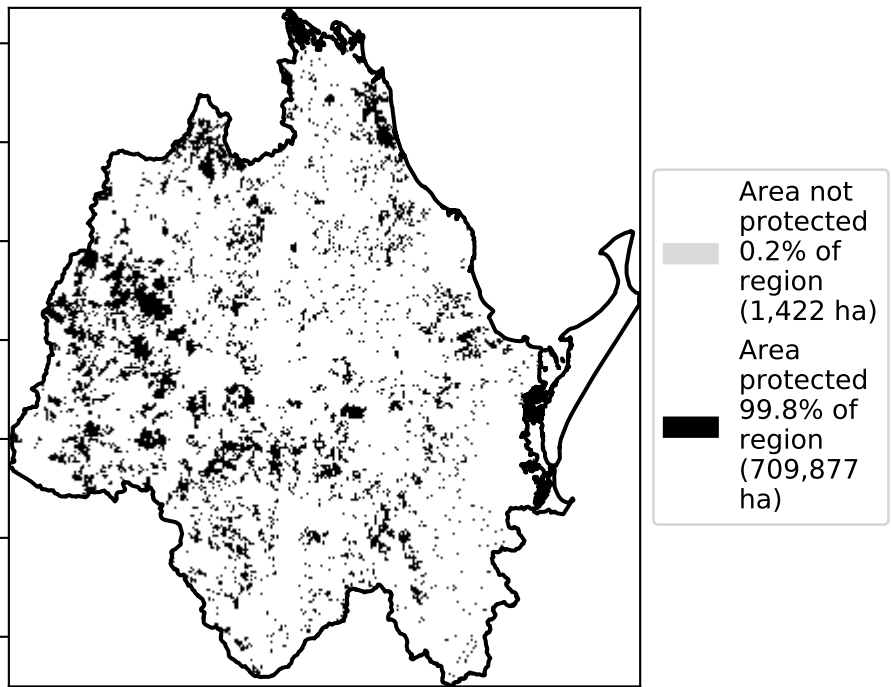 Area not
protected
0.2% of
region
(1,422 ha)
Area
protected
99.8% of
region
(709,877
ha)